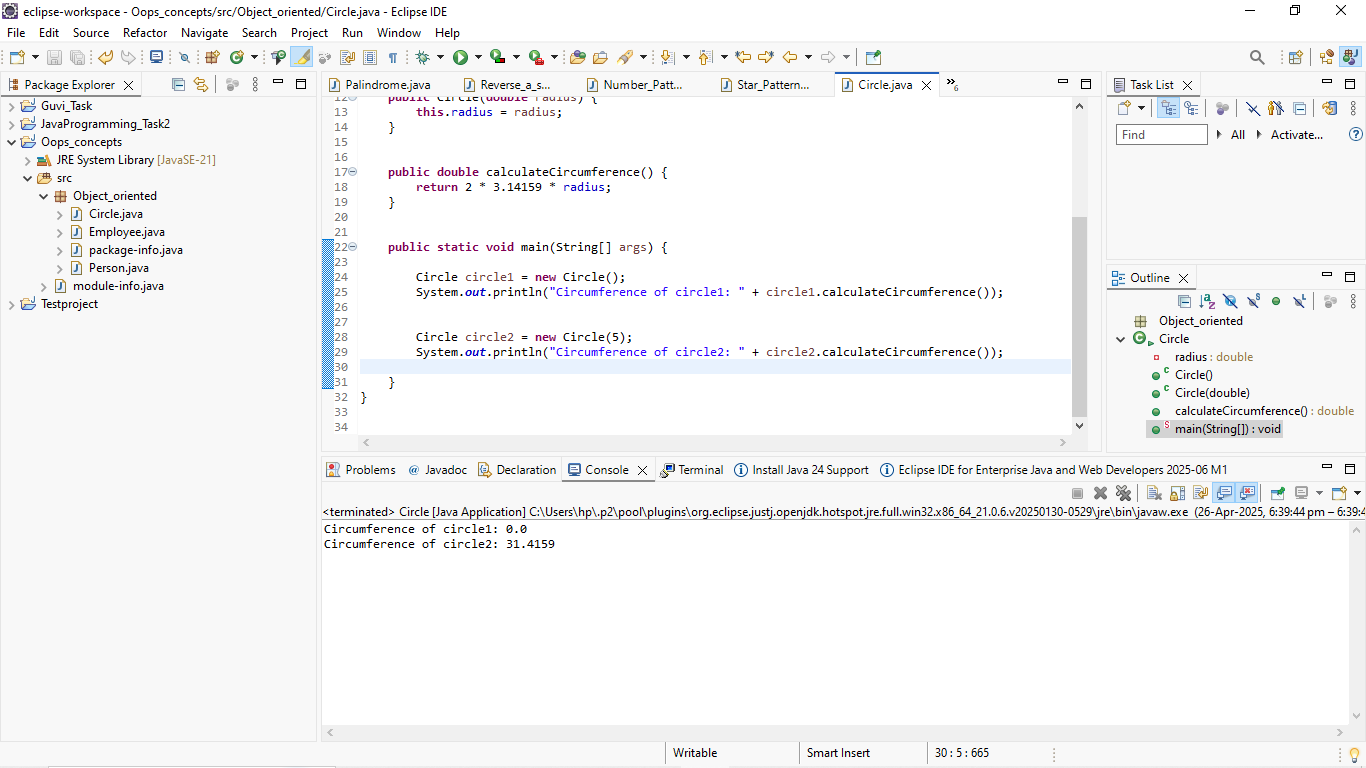 eclipse-workspace - Oops_concepts/src/Object_oriented/Circle.java - Eclipse IDE
File Edit Source Refactor Navigate Search Project Run Window Help
Package Explorer
Guvi_Task
JavaProgramming_Task2
Oops_concepts
JRE System Library [JavaSE-21]
src
Object_oriented
Circle.java
Employee.java
package-info.java
Person.java
module-info.java
Testproject
Palindrome.java Reverse_a_s... Number_Patt... Star_Pattern... Circle.java »6
12 public Circle(double radius) {
13 this.radius = radius;
14 }
15
16
17 public double calculateCircumference() {
18 return 2 * 3.14159 * radius;
19 }
20
21
22 public static void main(String[] args) {
23
24 Circle circle1 = new Circle();
25 System.out.println("Circumference of circle1: " + circle1.calculateCircumference());
26
27
28 Circle circle2 = new Circle(5);
29 System.out.println("Circumference of circle2: " + circle2.calculateCircumference());
30
31 }
32 }
33
34
Task List
Find All Activate...
Outline
Object_oriented
Circle
radius : double
Circle()
Circle(double)
calculateCircumference() : double
main(String[]) : void
Problems Javadoc Declaration Console Terminal Install Java 24 Support Eclipse IDE for Enterprise Java and Web Developers 2025-06 M1
<terminated> Circle [Java Application] C:\Users\hp\.p2\pool\plugins\org.eclipse.justj.openjdk.hotspot.jre.full.win32.x86_64_21.0.6.v20250130-0529\jre\bin\javaw.exe (26-Apr-2025, 6:39:44 pm – 6:39:4
Circumference of circle1: 0.0
Circumference of circle2: 31.4159
Writable Smart Insert 30 : 5 : 665